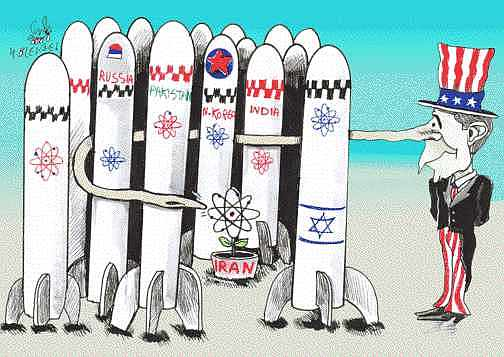 RUSSIA
PAKISTAN
N-KOREA
INDIA
IRAN